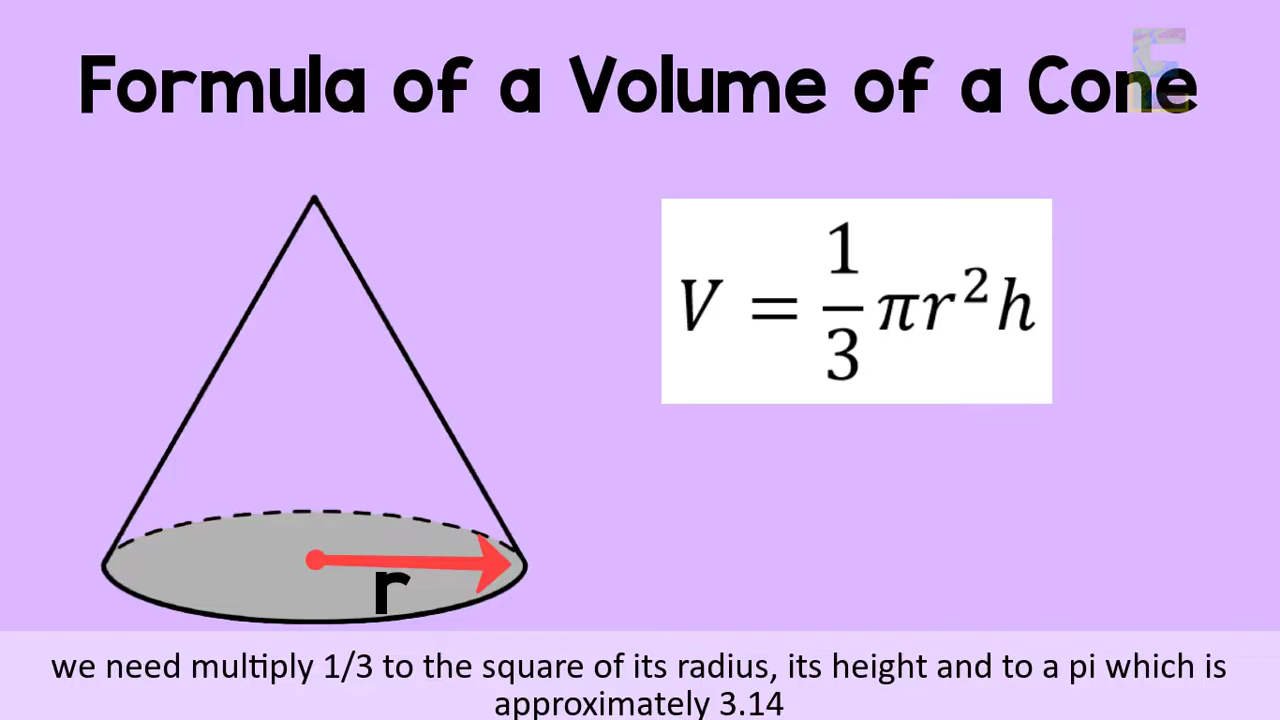 Formula of a Volume of a Cone
V = 1/3 πr²h
r
we need multiply 1/3 to the square of its radius, its height and to a pi which is
approximately 3.14